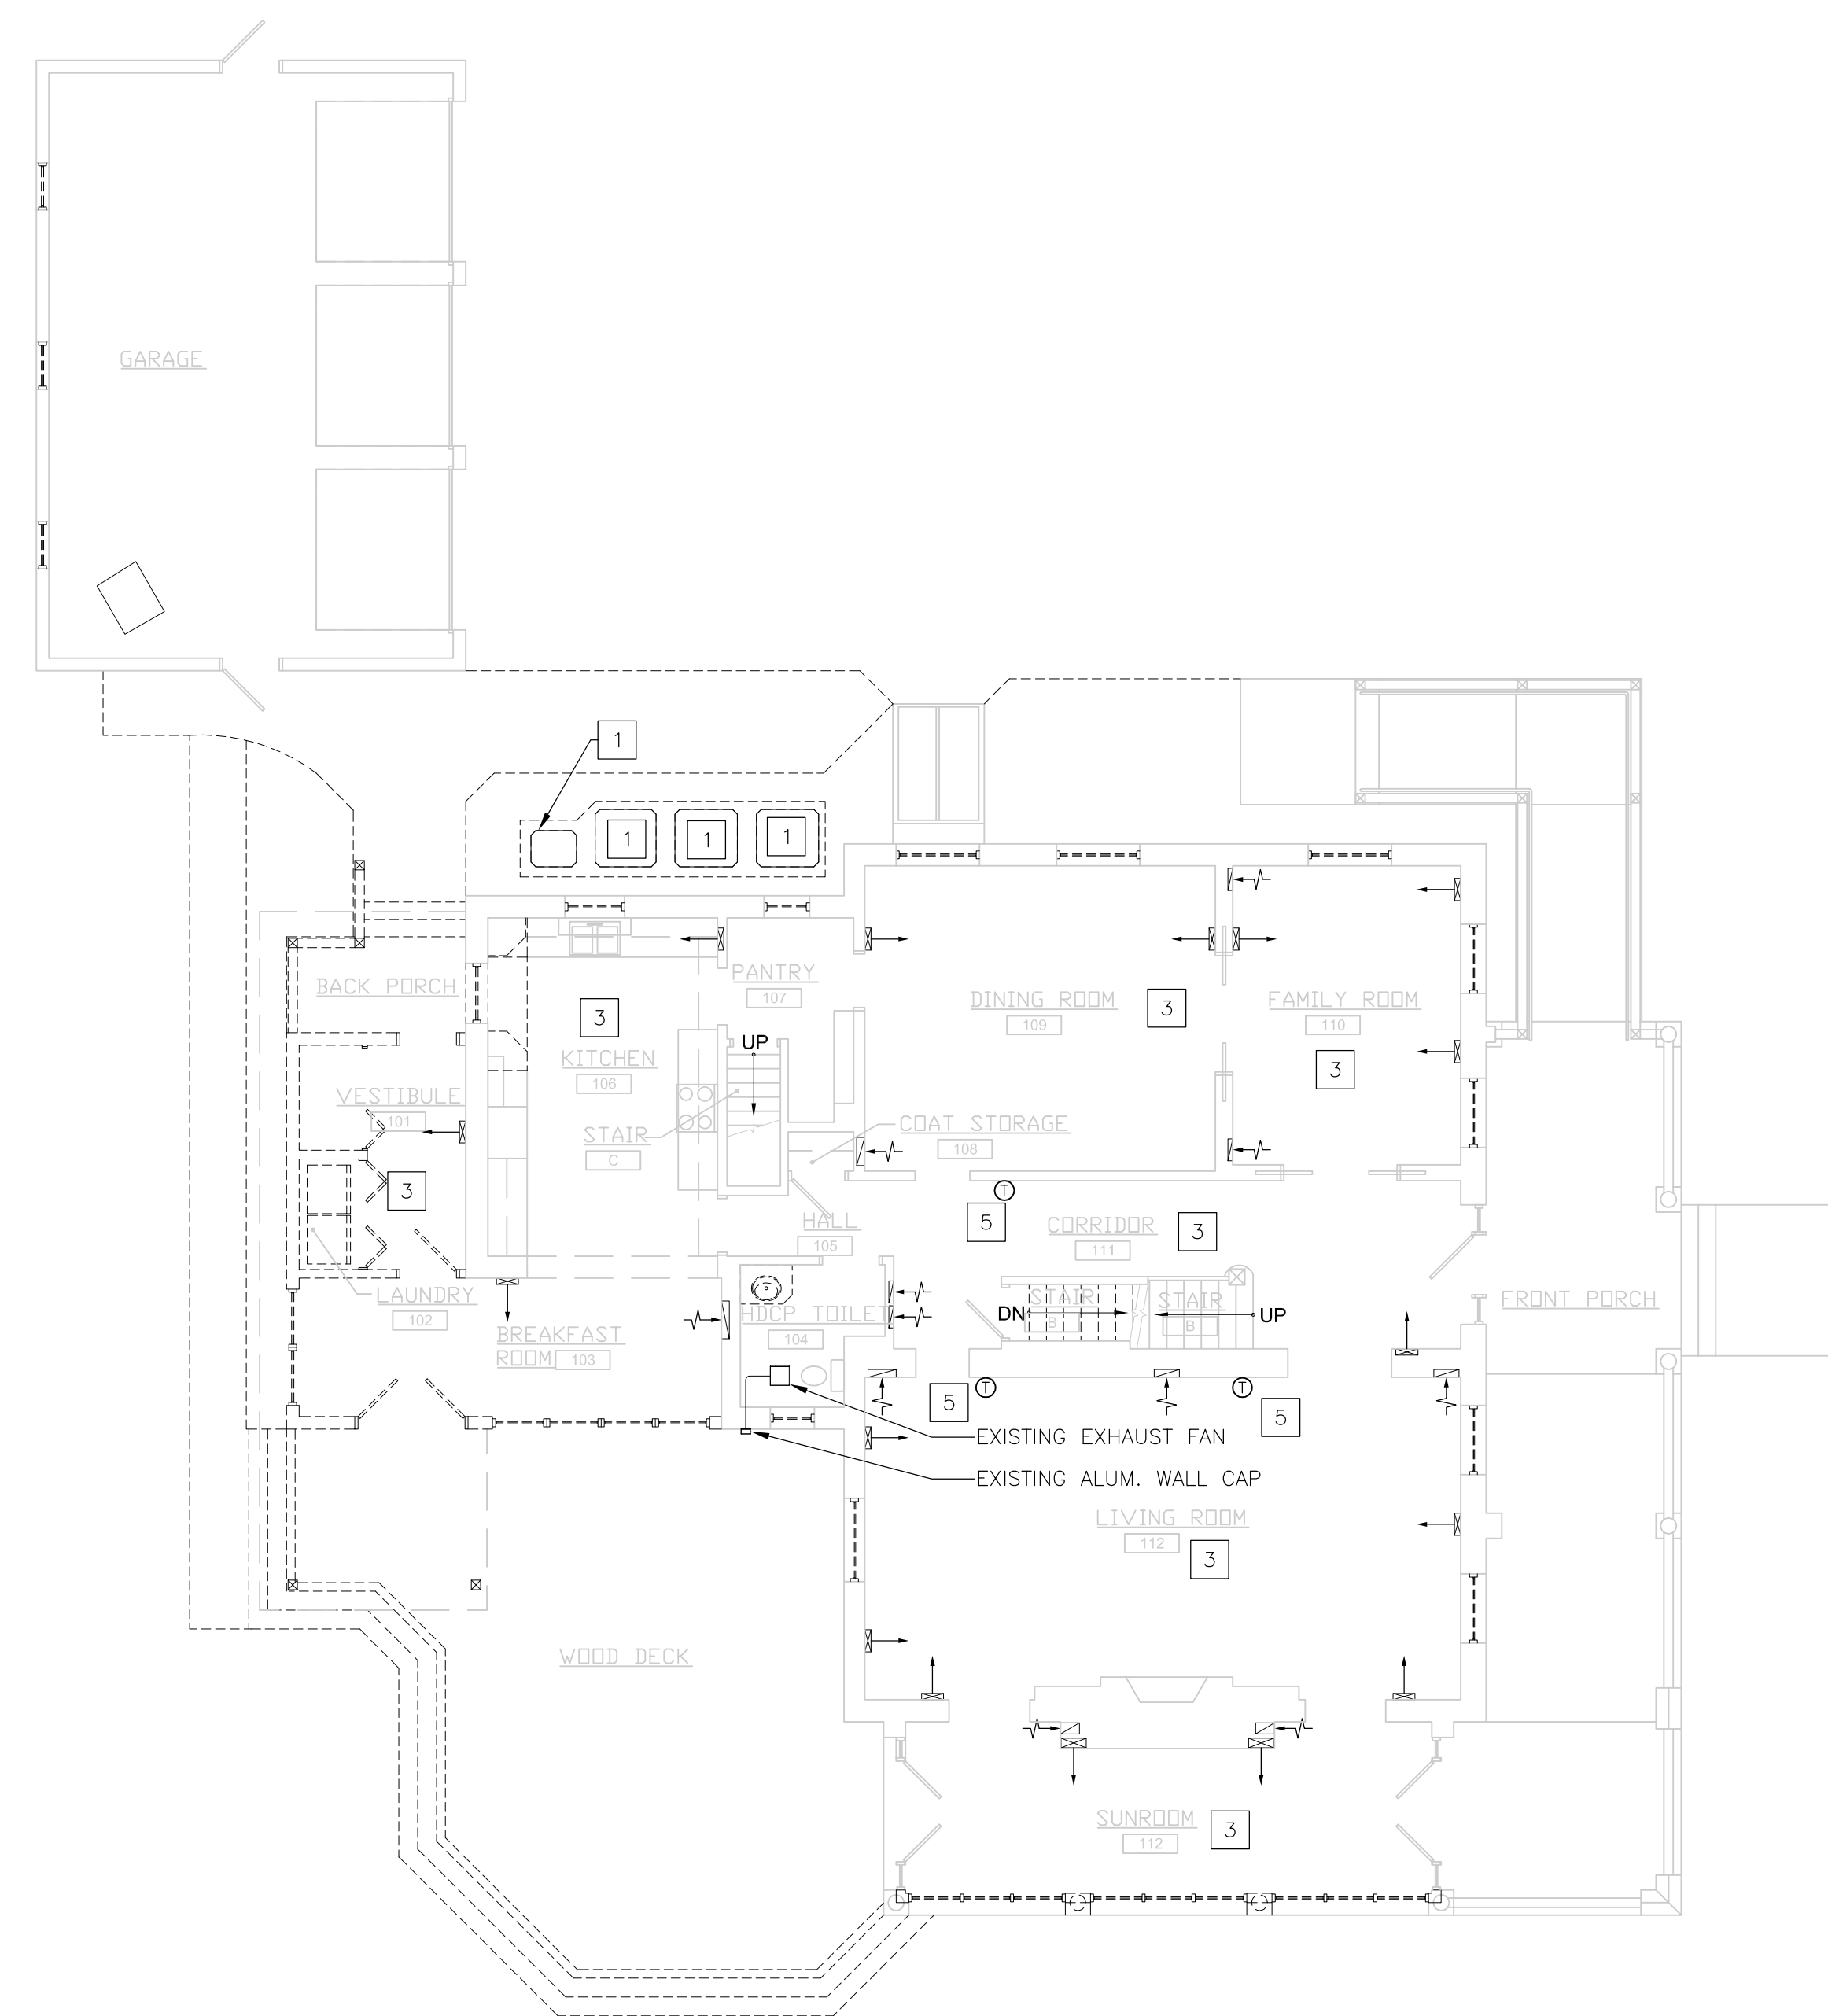 GARAGE
1
1
1
1
BACK PORCH
PANTRY
107
DINING ROOM
109
3
FAMILY ROOM
110
3
3
KITCHEN
106
UP
VESTIBULE
101
STAIR
C
COAT STORAGE
108
3
T
5
HALL
105
CORRIDOR
111
3
LAUNDRY
102
BREAKFAST
ROOM
103
HDCP TOILET
104
DN
STAIR
B
STAIR
B
UP
FRONT PORCH
T
5
T
5
EXISTING EXHAUST FAN
EXISTING ALUM. WALL CAP
LIVING ROOM
112
3
WOOD DECK
SUNROOM
112
3